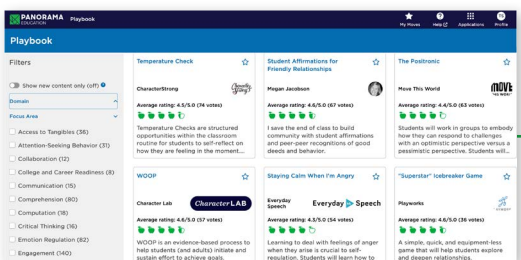 PANORAMA
EDUCATION
Playbook
My Moves
Help
Applications
Profile
Playbook
Filters
Show new content only (off)
Domain
Focus Area
Access to Tangibles (36)
Attention-Seeking Behavior (31)
Collaboration (12)
College and Career Readiness (8)
Communication (15)
Comprehension (80)
Computation (18)
Critical Thinking (16)
Emotion Regulation (82)
Engagement (140)
Temperature Check
CharacterStrong
Average rating: 4.5/5.0 (74 votes)
Temperature Checks are structured
opportunities within the classroom
routine for students to self-reflect on
how they are feeling in the moment...
Student Affirmations for
Friendly Relationships
Megan Jacobson
Average rating: 4.6/5.0 (67 votes)
I save the end of class to build
community with student affirmations
and peer-peer recognitions of good
deeds and behavior.
The Positronic
Move This World
MOVE
THIS WORLD
Average rating: 4.4/5.0 (63 votes)
Students will work in groups to embody
how they can respond to challenges
with an optimistic perspective versus a
pessimistic perspective. Students will...
WOOP
Character Lab
Character LAB
Average rating: 4.6/5.0 (57 votes)
WOOP is an evidence-based process to
help students (and adults) initiate and
sustain effort to achieve goals.
Staying Calm When I'm Angry
Everyday
Speech
Everyday Speech
Average rating: 4.3/5.0 (54 votes)
Learning to deal with feelings of anger
when they arise is crucial to self-
regulation. Students will learn how to
"Superstar" Icebreaker Game
Playworks
Average rating: 4.6/5.0 (38 votes)
A simple, quick, and equipment-less
game that will help students explore
and deepen relationships.